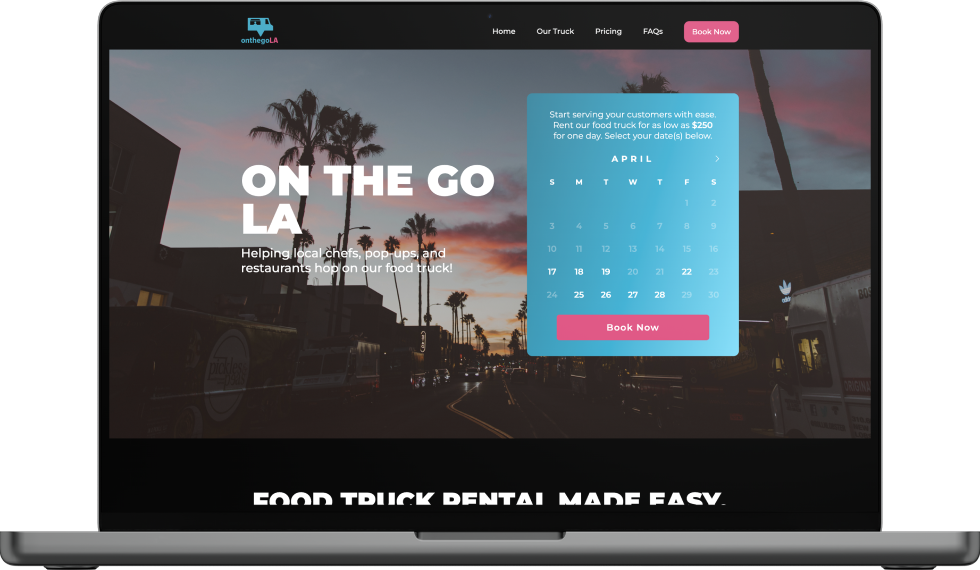 onthegoLA
Home Our Truck Pricing FAQs Book Now
ON THE GO
LA
Helping local chefs, pop-ups, and
restaurants hop on our food truck!
Start serving your customers with ease.
Rent our food truck for as low as $250
for one day. Select your date(s) below.
APRIL >
S M T W T F S
1 2
3 4 5 6 7 8 9
10 11 12 13 14 15 16
17 18 19 20 21 22 23
24 25 26 27 28 29 30
Book Now
FOOD TRUCK RENTAL MADE EASY.